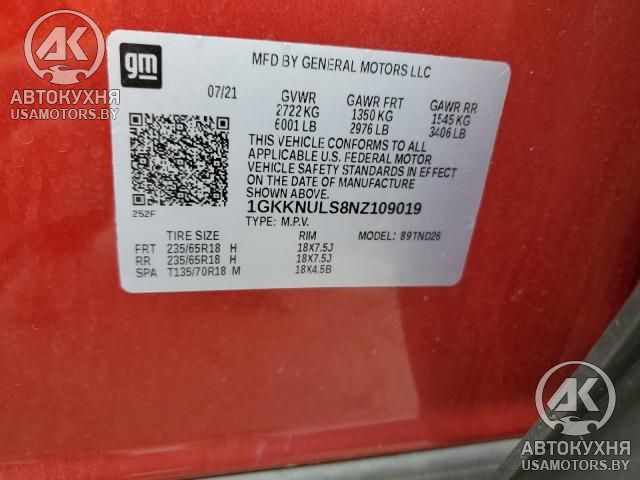 gm
MFD BY GENERAL MOTORS LLC
07/21 GVWR GAWR FRT GAWR RR
2722 KG 1350 KG 1545 KG
6001 LB 2976 LB 3406 LB
THIS VEHICLE CONFORMS TO ALL
APPLICABLE U.S. FEDERAL MOTOR
VEHICLE SAFETY STANDARDS IN EFFECT
ON THE DATE OF MANUFACTURE
SHOWN ABOVE.
1GKKNULS8NZ109019
TYPE: M.P.V.
252F
TIRE SIZE RIM MODEL: 89TND26
FRT 235/65R18 H 18X7.5J
RR 235/65R18 H 18X7.5J
SPA T135/70R18 M 18X4.5B
АК
АВТОКУХНЯ
USAMOTORS.BY
АК
АВТОКУХНЯ
USAMOTORS.BY